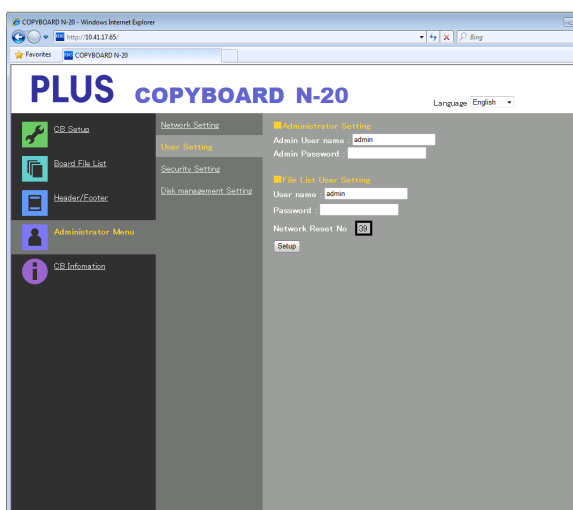 COPYBOARD N-20 - Windows Internet Explorer
http://10.41.17.65/
Bing
Favorites
COPYBOARD N-20
PLUS COPYBOARD N-20
Language English
CB Setup
Board File List
Header/Footer
Administrator Menu
CB Infomation
Network Setting
User Setting
Security Setting
Disk management Setting
Administrator Setting
Admin User name : admin
Admin Password :
File List User Setting
User name : admin
Password :
Network Reset No 39
Setup